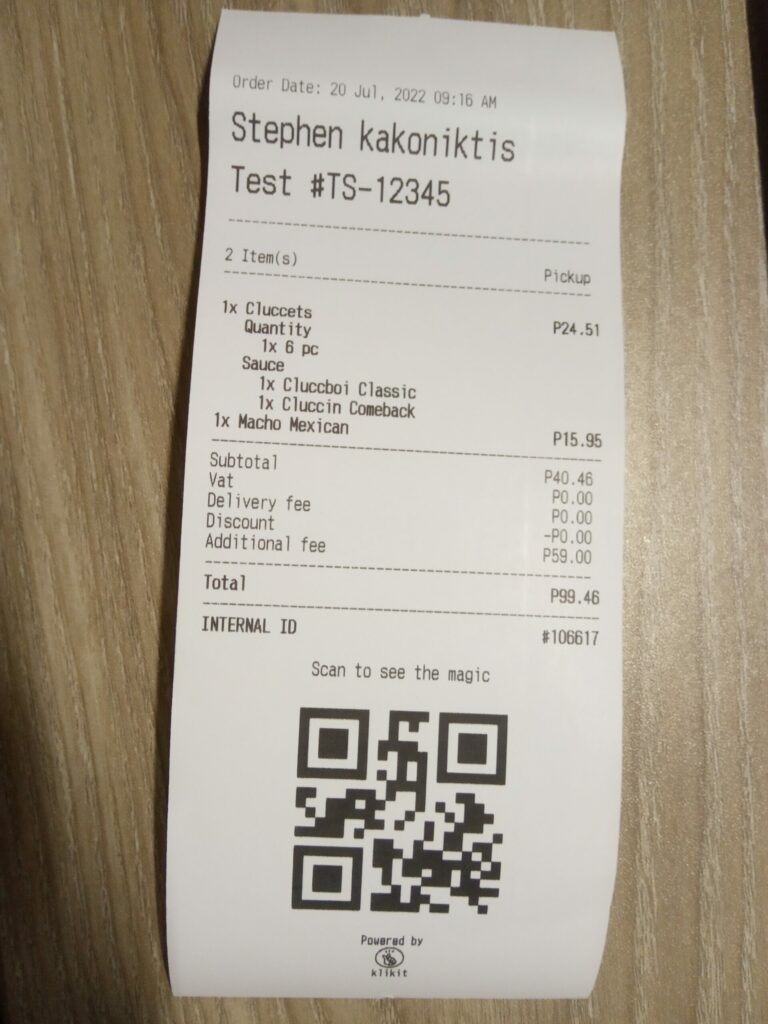 Order Date: 20 Jul, 2022 09:16 AM
Stephen kakoniktis
Test #TS-12345
2 Item(s) Pickup
1x Cluccets P24.51
Quantity
1x 6 pc
Sauce
1x Cluccboi Classic
1x Cluccin Comeback
1x Macho Mexican P15.95
Subtotal P40.46
Vat P0.00
Delivery fee P0.00
Discount -P0.00
Additional fee P59.00
Total P99.46
INTERNAL ID #106617
Scan to see the magic
Powered by
klikit